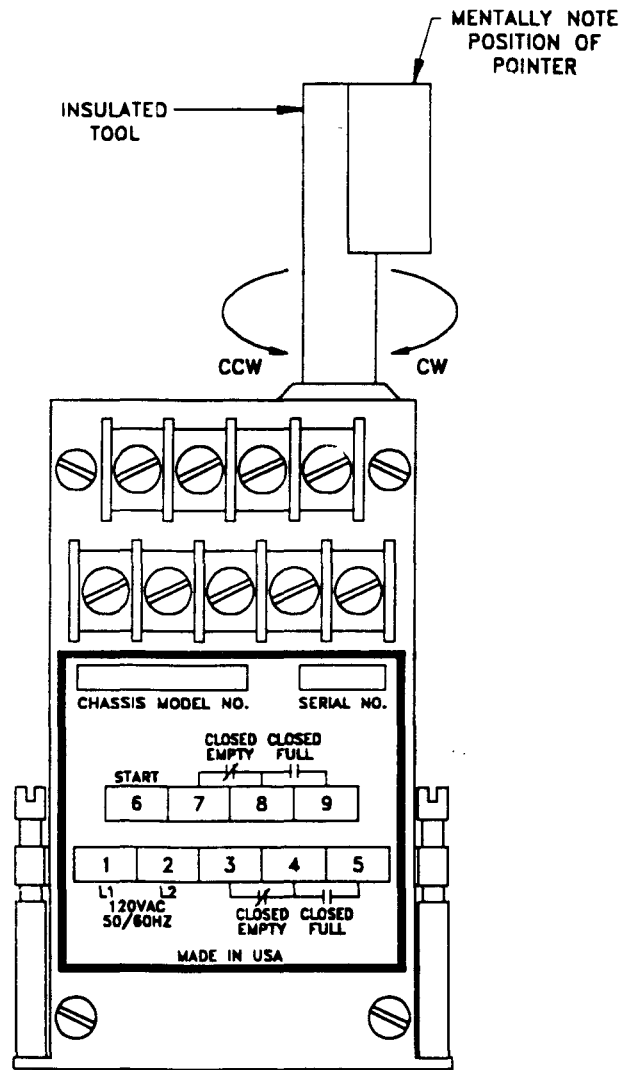 MENTALLY NOTE
POSITION OF
POINTER
INSULATED
TOOL
CCW
CW
CHASSIS MODEL NO.
SERIAL NO.
CLOSED EMPTY
CLOSED FULL
START
6 7 8 9
1 2 3 4 5
L1 L2
120VAC
50/60HZ
CLOSED EMPTY
CLOSED FULL
MADE IN USA